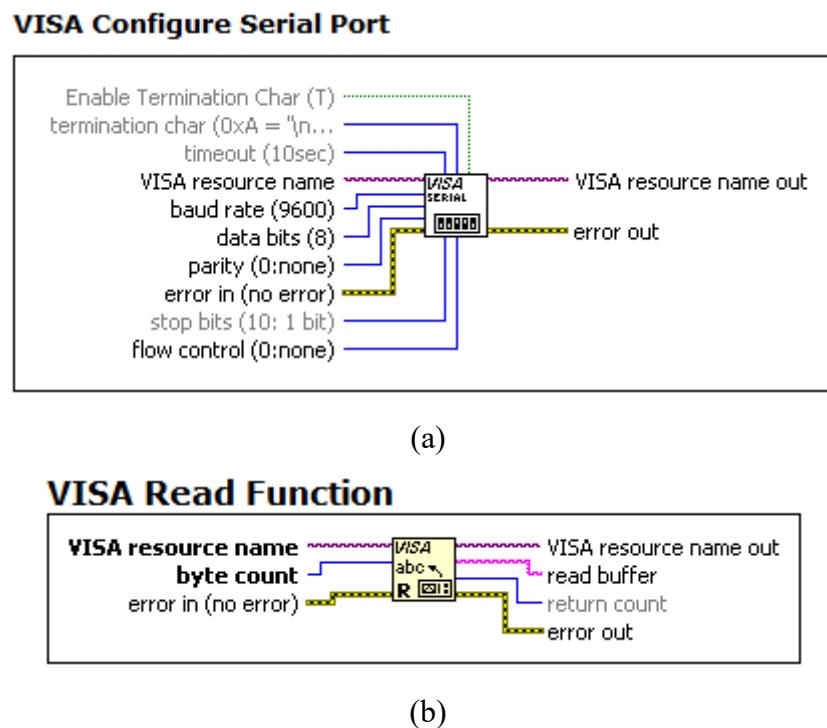 VISA Configure Serial Port
Enable Termination Char (T)
termination char (0xA = "\n...
timeout (10sec)
VISA resource name
baud rate (9600)
data bits (8)
parity (0:none)
error in (no error)
stop bits (10: 1 bit)
flow control (0:none)
VISA
SERIAL
VISA resource name out
error out
(a)
VISA Read Function
VISA resource name
byte count
error in (no error)
VISA
abc
R
VISA resource name out
read buffer
return count
error out
(b)